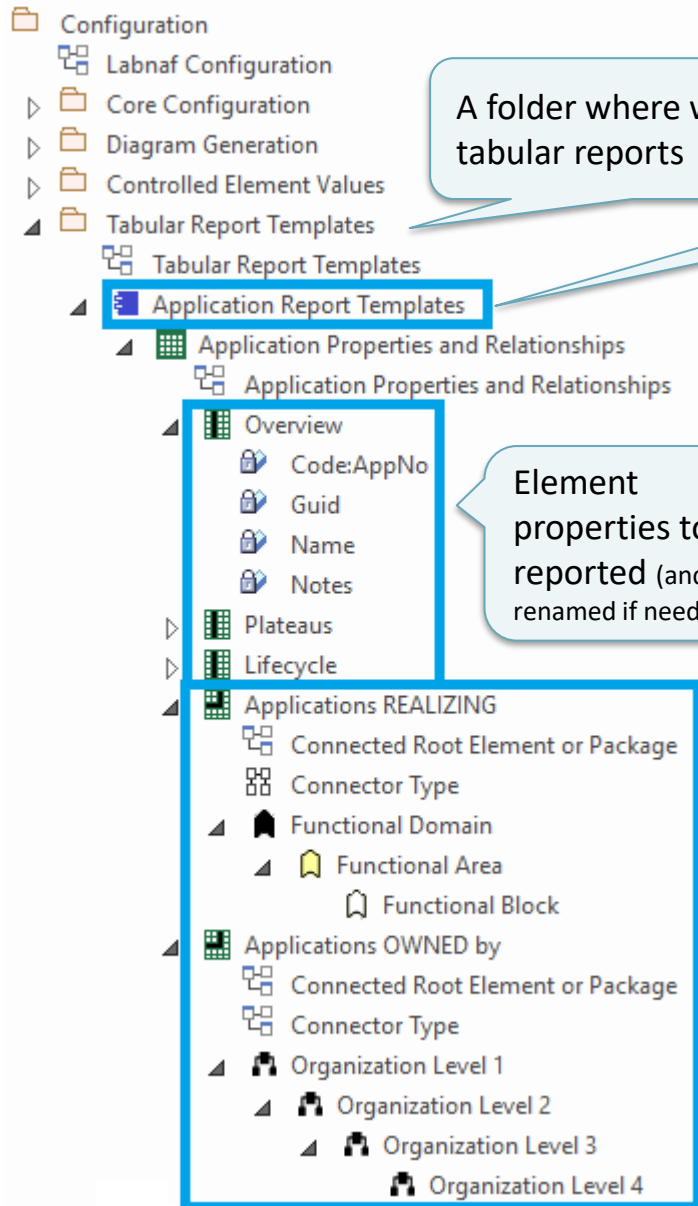 Configuration
Labnaf Configuration
Core Configuration
Diagram Generation
Controlled Element Values
Tabular Report Templates
Tabular Report Templates
Application Report Templates
Application Properties and Relationships
Application Properties and Relationships
Overview
Code:AppNo
Guid
Name
Notes
Plateaus
Lifecycle
Applications REALIZING
Connected Root Element or Package
Connector Type
Functional Domain
Functional Area
Functional Block
Applications OWNED by
Connected Root Element or Package
Connector Type
Organization Level 1
Organization Level 2
Organization Level 3
Organization Level 4
A folder where
tabular reports
Element
properties
reported (and
renamed if